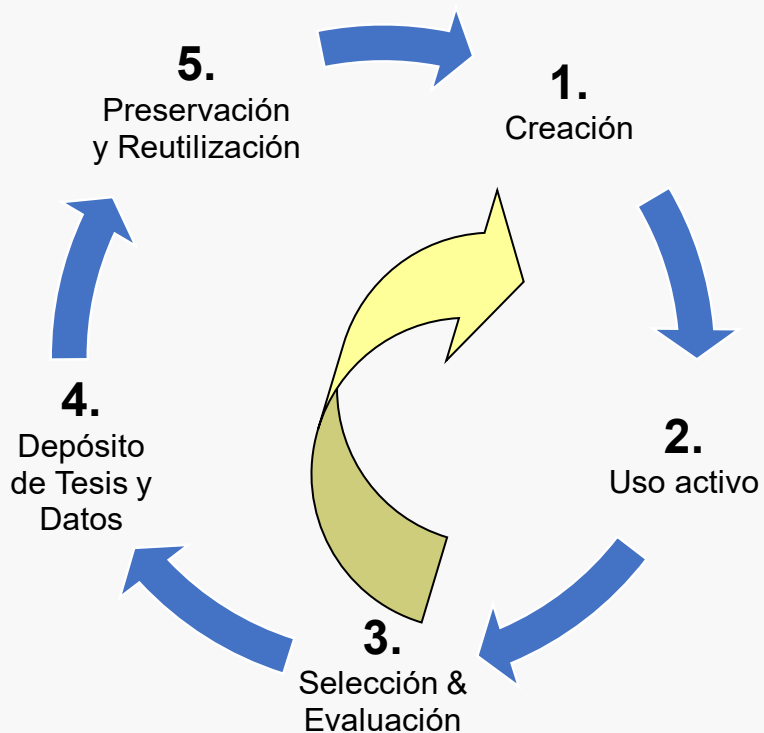 1.
Creación
2.
Uso activo
3.
Selección &
Evaluación
4.
Depósito
de Tesis y
Datos
5.
Preservación
y Reutilización